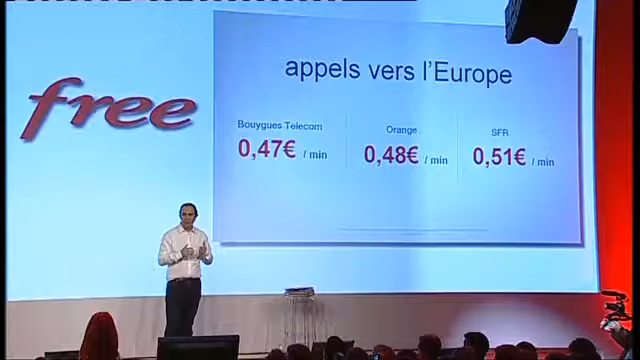 free
appels vers l'Europe
Bouygues Telecom
0,47€ / min
Orange
0,48€ / min
SFR
0,51€ / min